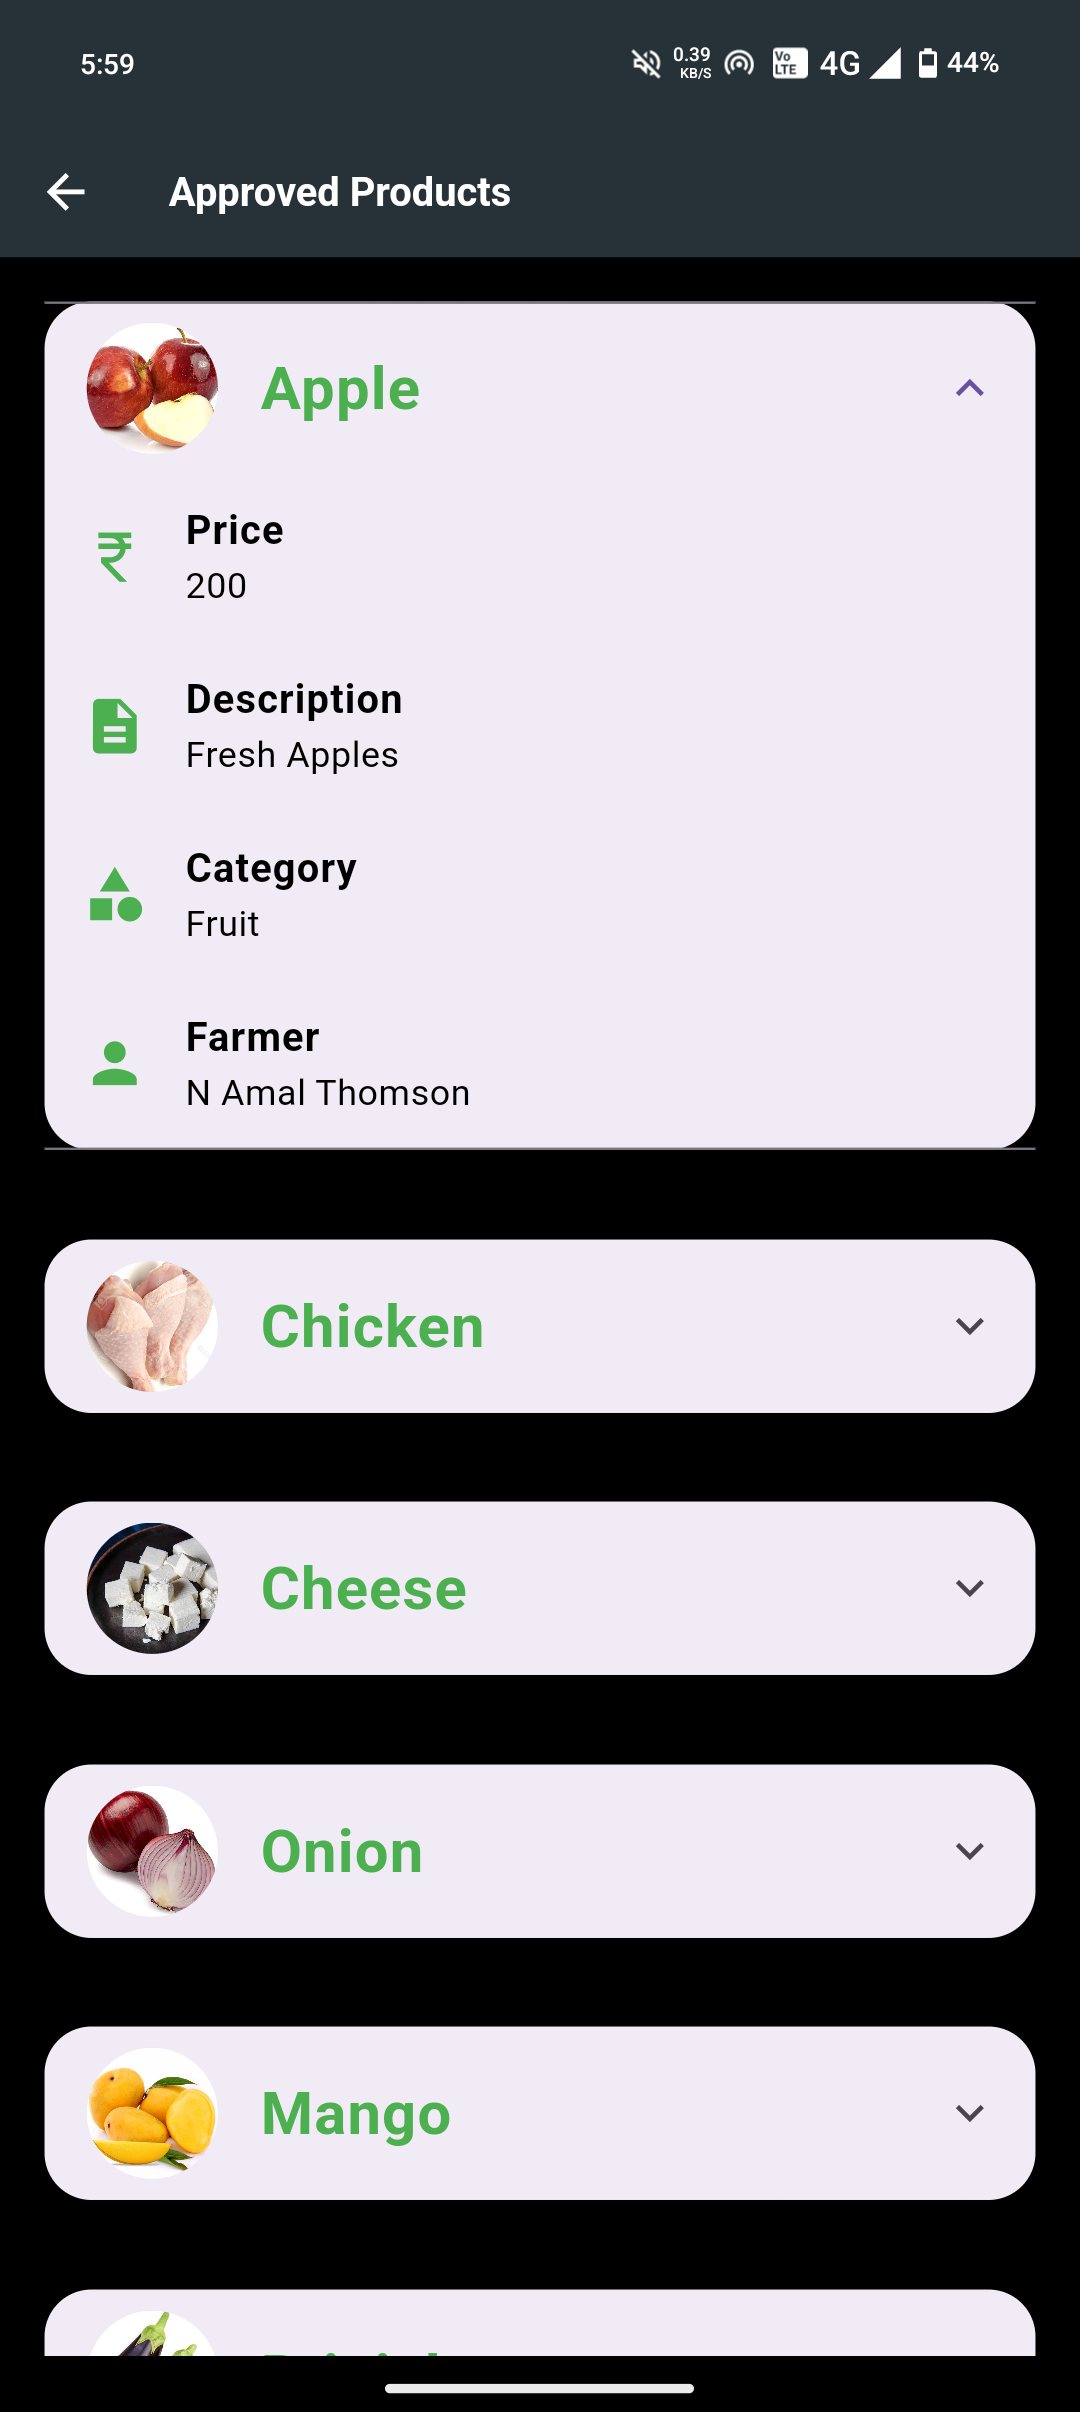 5:59
0.39 KB/S
Vo LTE
4G
44%
Approved Products
Apple
₹
Price
200
Description
Fresh Apples
Category
Fruit
Farmer
N Amal Thomson
Chicken
Cheese
Onion
Mango